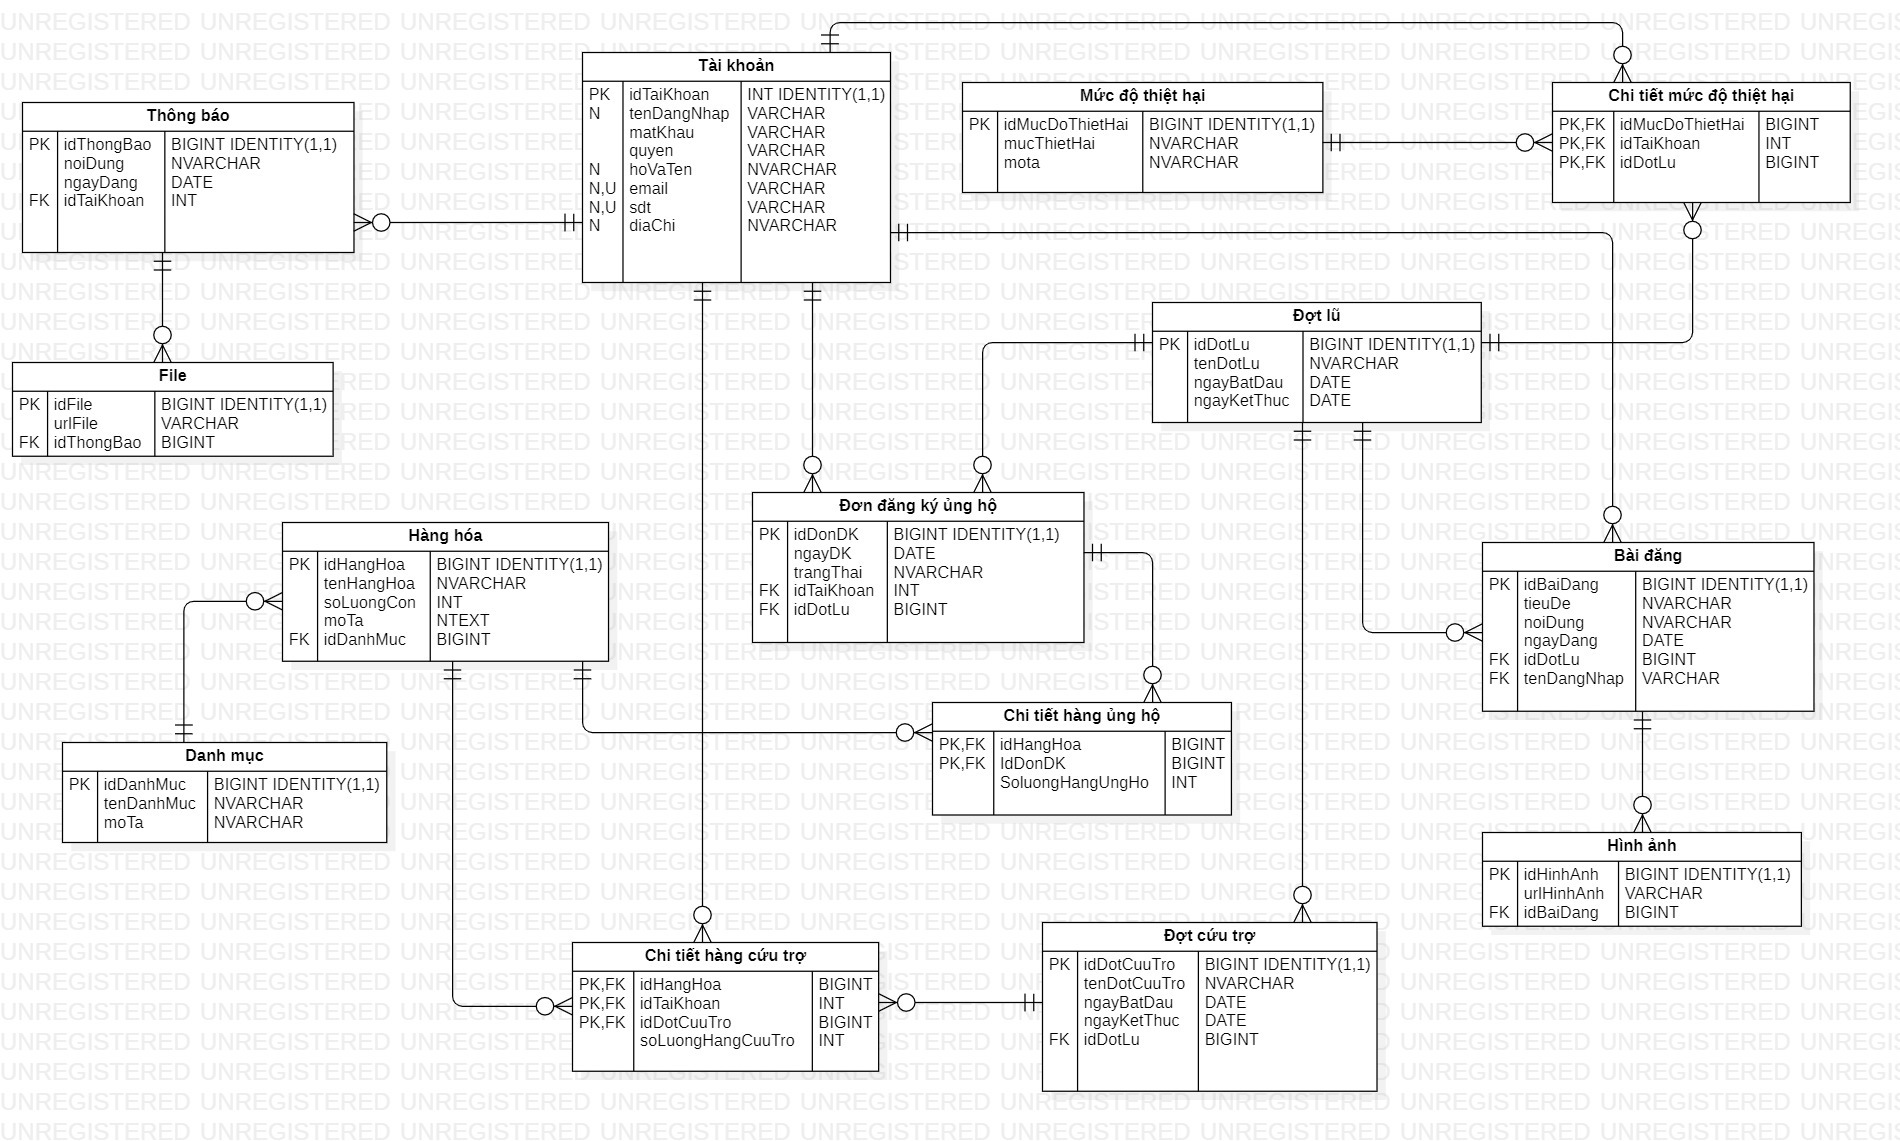 Tài khoản
PK idTaiKhoan INT IDENTITY(1,1)
N tenDangNhap VARCHAR
matKhau VARCHAR
quyen VARCHAR
N hoVaTen NVARCHAR
N,U email VARCHAR
N,U sdt VARCHAR
N diaChi NVARCHAR
Mức độ thiệt hại
PK idMucDoThietHai BIGINT IDENTITY(1,1)
mucThietHai NVARCHAR
mota NVARCHAR
Chi tiết mức độ thiệt hại
PK,FK idMucDoThietHai BIGINT
PK,FK idTaiKhoan INT
PK,FK idDotLu BIGINT
Thông báo
PK idThongBao BIGINT IDENTITY(1,1)
noiDung NVARCHAR
ngayDang DATE
FK idTaiKhoan INT
Đợt lũ
PK idDotLu BIGINT IDENTITY(1,1)
tenDotLu NVARCHAR
ngayBatDau DATE
ngayKetThuc DATE
File
PK idFile BIGINT IDENTITY(1,1)
urlFile VARCHAR
FK idThongBao BIGINT
Đơn đăng ký ủng hộ
PK idDonDK BIGINT IDENTITY(1,1)
ngayDK DATE
trangThai NVARCHAR
FK idTaiKhoan INT
FK idDotLu BIGINT
Hàng hóa
PK idHangHoa BIGINT IDENTITY(1,1)
tenHangHoa NVARCHAR
soLuongCon INT
moTa NTEXT
FK idDanhMuc BIGINT
Bài đăng
PK idBaiDang BIGINT IDENTITY(1,1)
tieuDe NVARCHAR
noiDung NVARCHAR
ngayDang DATE
FK idDotLu BIGINT
FK tenDangNhap VARCHAR
Chi tiết hàng ủng hộ
PK,FK idHangHoa BIGINT
PK,FK IdDonDK BIGINT
SoluongHangUngHo INT
Danh mục
PK idDanhMuc BIGINT IDENTITY(1,1)
tenDanhMuc NVARCHAR
moTa NVARCHAR
Hình ảnh
PK idHinhAnh BIGINT IDENTITY(1,1)
urlHinhAnh VARCHAR
FK idBaiDang BIGINT
Chi tiết hàng cứu trợ
PK,FK idHangHoa BIGINT
PK,FK idTaiKhoan INT
PK,FK idDotCuuTro BIGINT
soLuongHangCuuTro INT
Đợt cứu trợ
PK idDotCuuTro BIGINT IDENTITY(1,1)
tenDotCuuTro NVARCHAR
ngayBatDau DATE
ngayKetThuc DATE
FK idDotLu BIGINT
UNREGISTERED